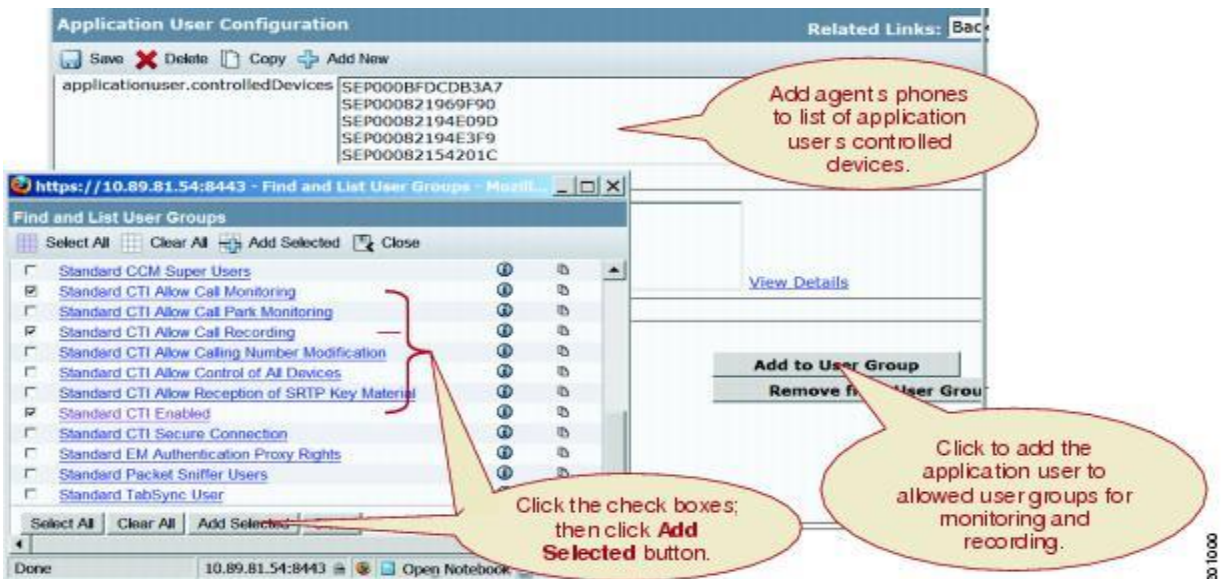 Application User Configuration
Related Links: Bac
Save Delete Copy Add New
applicationuser.controlledDevices
SEP000BFDCDB3A7
SEP000821969F90
SEP00082194E09D
SEP00082194E3F9
SEP00082154201C
Add agent s phones
to list of application
user s controlled
devices.
https://10.89.81.54:8443 - Find and List User Groups - Mozill...
Find and List User Groups
Select All Clear All Add Selected Close
Standard CCM Super Users
Standard CTI Allow Call Monitoring
Standard CTI Allow Call Park Monitoring
Standard CTI Allow Call Recording
Standard CTI Allow Calling Number Modification
Standard CTI Allow Control of All Devices
Standard CTI Allow Reception of SRTP Key Material
Standard CTI Enabled
Standard CTI Secure Connection
Standard EM Authentication Proxy Rights
Standard Packet Sniffer Users
Standard TabSync User
Select All Clear All Add Selected
Done 10.89.81.54:8443 Open Notebook
View Details
Add to User Group
Remove User Grou
Click the check boxes;
then click Add
Selected button.
Click to add the
application user to
allowed user groups for
monitoring and
recording.